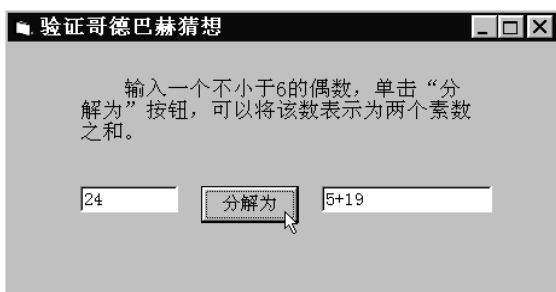 验证哥德巴赫猜想
输入一个不小于6的偶数，单击“分
解为”按钮，可以将该数表示为两个素数
之和。
24 分解为 5+19